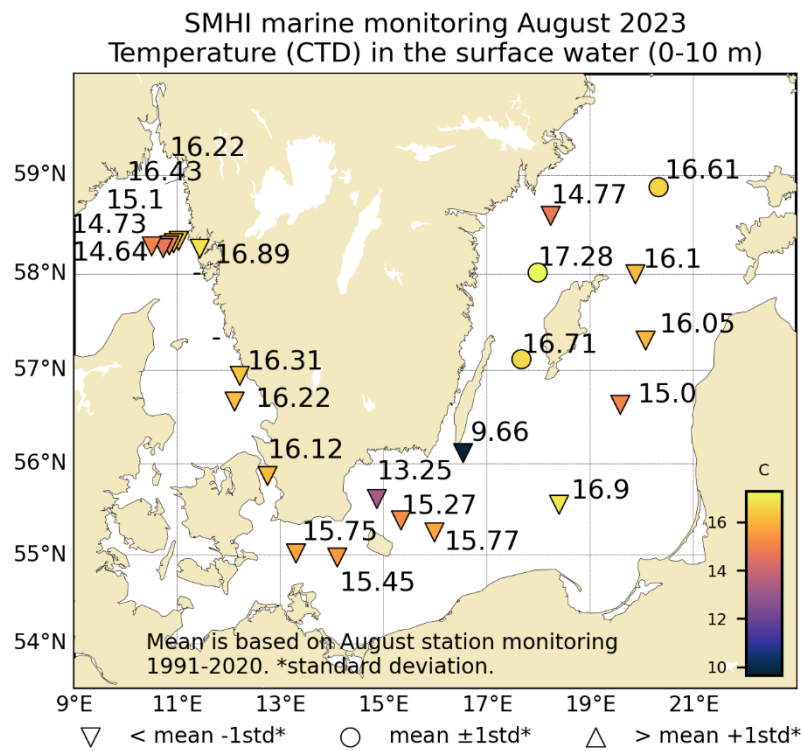 SMHI marine monitoring August 2023
Temperature (CTD) in the surface water (0-10 m)
59°N
58°N
57°N
56°N
55°N
54°N
16.22
16.43
15.1
14.73
14.64
16.89
16.61
14.77
17.28
16.1
16.05
16.71
16.31
16.22
15.0
9.66
16.12
13.25
16.9
15.27
15.75
15.77
15.45
C
16
14
12
10
Mean is based on August station monitoring
1991-2020. *standard deviation.
9°E 11°E 13°E 15°E 17°E 19°E 21°E
< mean -1std* mean ±1std* > mean +1std*